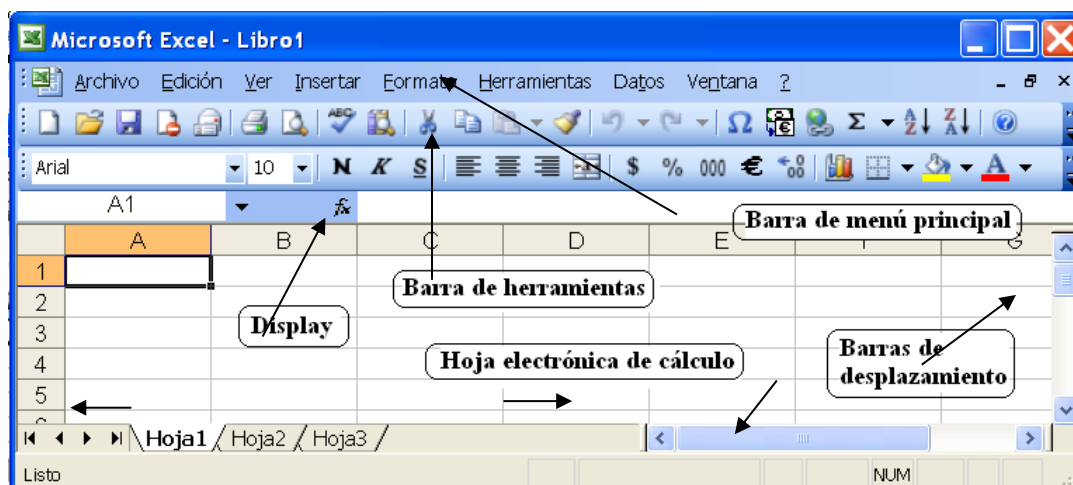 Microsoft Excel - Libro1
Archivo Edición Ver Insertar Formato Herramientas Datos Ventana ?
ABC Ω € Σ A Z Z A ?
Arial 10 N K S $ % 000 € A
A1 fx
Barra de menú principal
A B C D E F G
1
Barra de herramientas
2
Display
3
Hoja electrónica de cálculo
4
Barras de
desplazamiento
5
6
Hoja1 Hoja2 Hoja3
Listo NUM